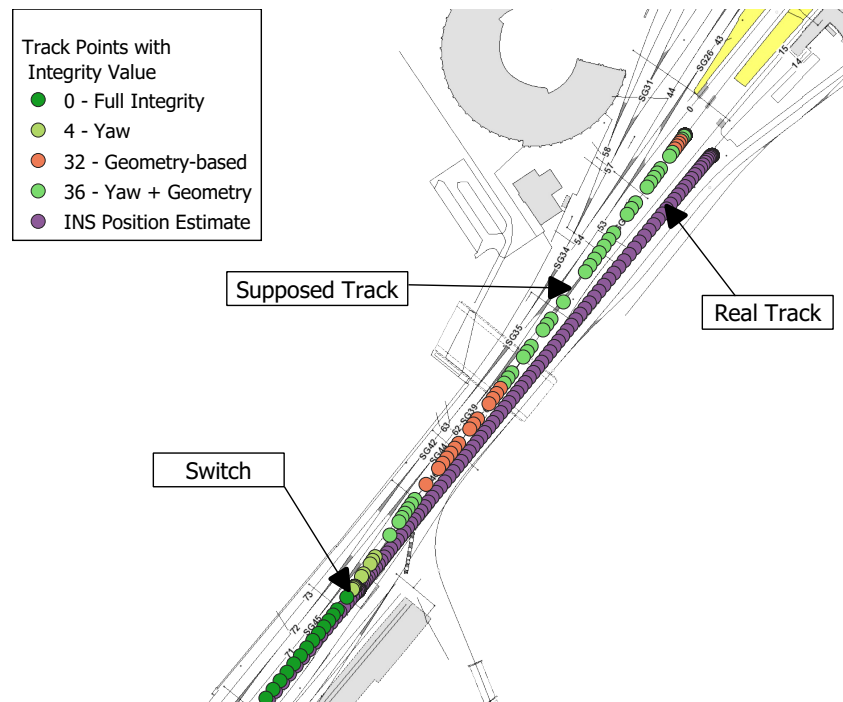 Track Points with
Integrity Value
0 - Full Integrity
4 - Yaw
32 - Geometry-based
36 - Yaw + Geometry
INS Position Estimate
43
SG26
15
14
SG31
44
0
58
57
53
54
SG34
Supposed Track
Real Track
SG35
SG39
63
62
SG42
SG44
Switch
73
72
SG45
71